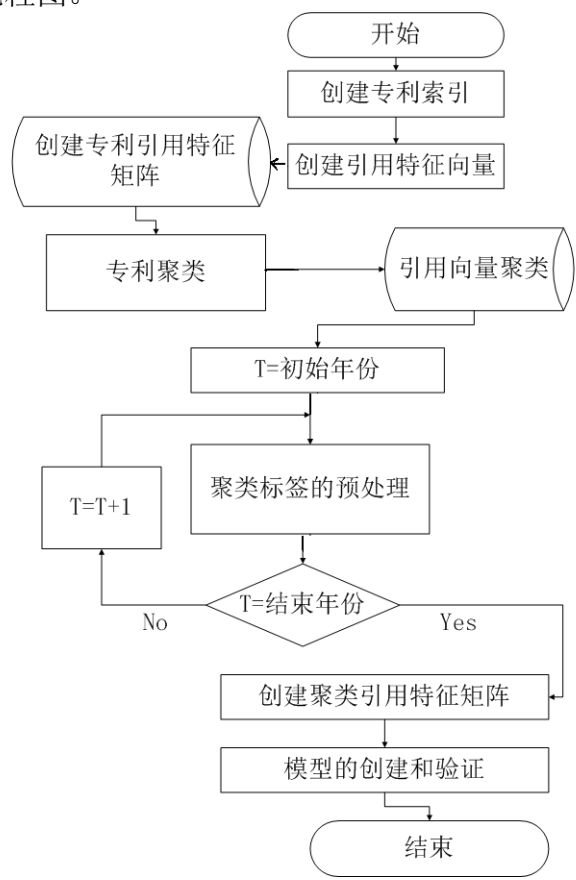 开始
创建专利索引
创建专利引用特征
矩阵
创建引用特征向量
专利聚类
引用向量聚类
T=初始年份
聚类标签的预处理
T=T+1
T=结束年份
No
Yes
创建聚类引用特征矩阵
模型的创建和验证
结束